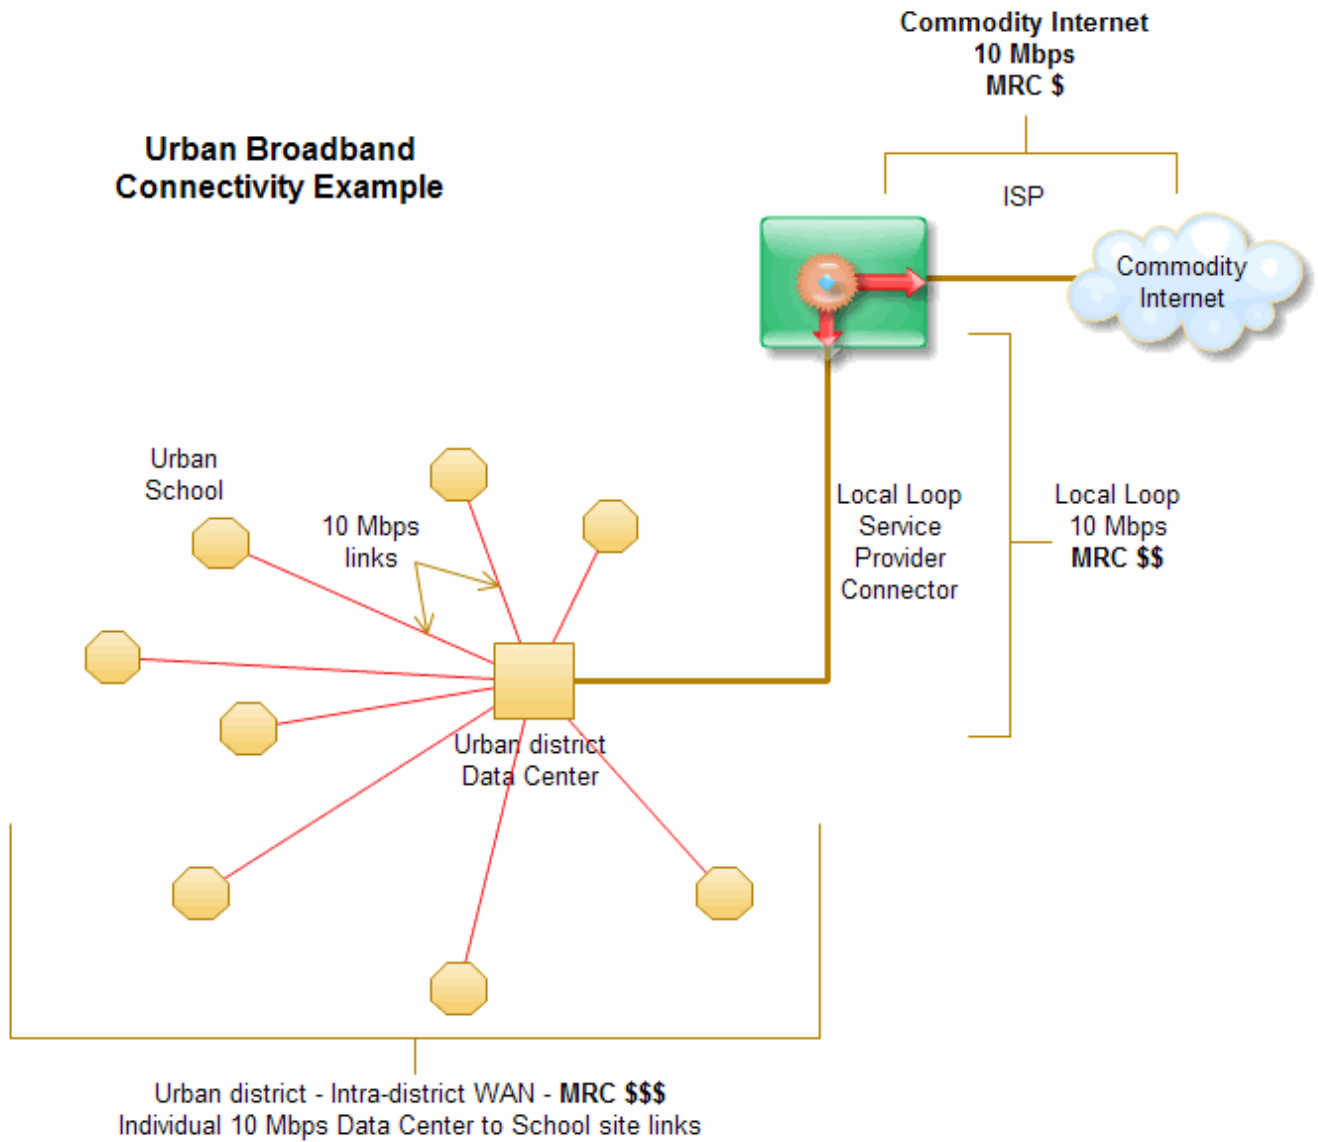 Commodity Internet
10 Mbps
MRC $
Urban Broadband
Connectivity Example
ISP
Commodity
Internet
Urban
School
10 Mbps
links
Local Loop
Service
Provider
Connector
Local Loop
10 Mbps
MRC $$
Urban district
Data Center
Urban district - Intra-district WAN - MRC $$$
Individual 10 Mbps Data Center to School site links